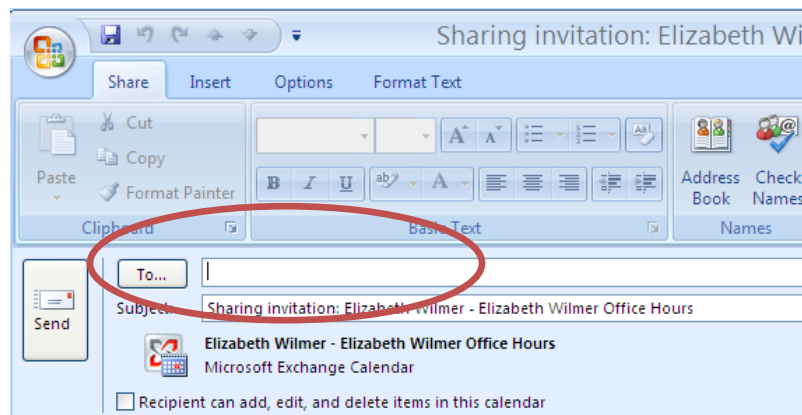 Sharing invitation: Elizabeth Wi
Share Insert Options Format Text
Cut
Copy
Format Painter
Paste
Address Book
Check Names
Clipboard Basic Text Names
To...
Send
Subject: Sharing invitation: Elizabeth Wilmer - Elizabeth Wilmer Office Hours
Elizabeth Wilmer - Elizabeth Wilmer Office Hours
Microsoft Exchange Calendar
Recipient can add, edit, and delete items in this calendar